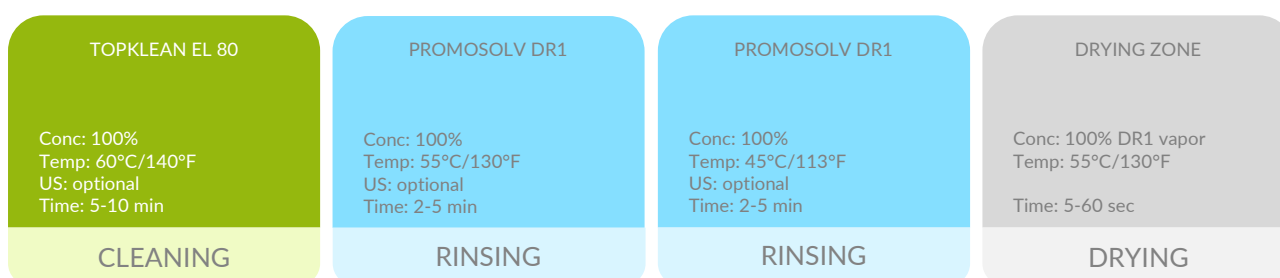 TOPKLEAN EL 80
Conc: 100%
Temp: 60°C/140°F
US: optional
Time: 5-10 min
CLEANING
PROMOSOLV DR1
Conc: 100%
Temp: 55°C/130°F
US: optional
Time: 2-5 min
RINSING
PROMOSOLV DR1
Conc: 100%
Temp: 45°C/113°F
US: optional
Time: 2-5 min
RINSING
DRYING ZONE
Conc: 100% DR1 vapor
Temp: 55°C/130°F
Time: 5-60 sec
DRYING